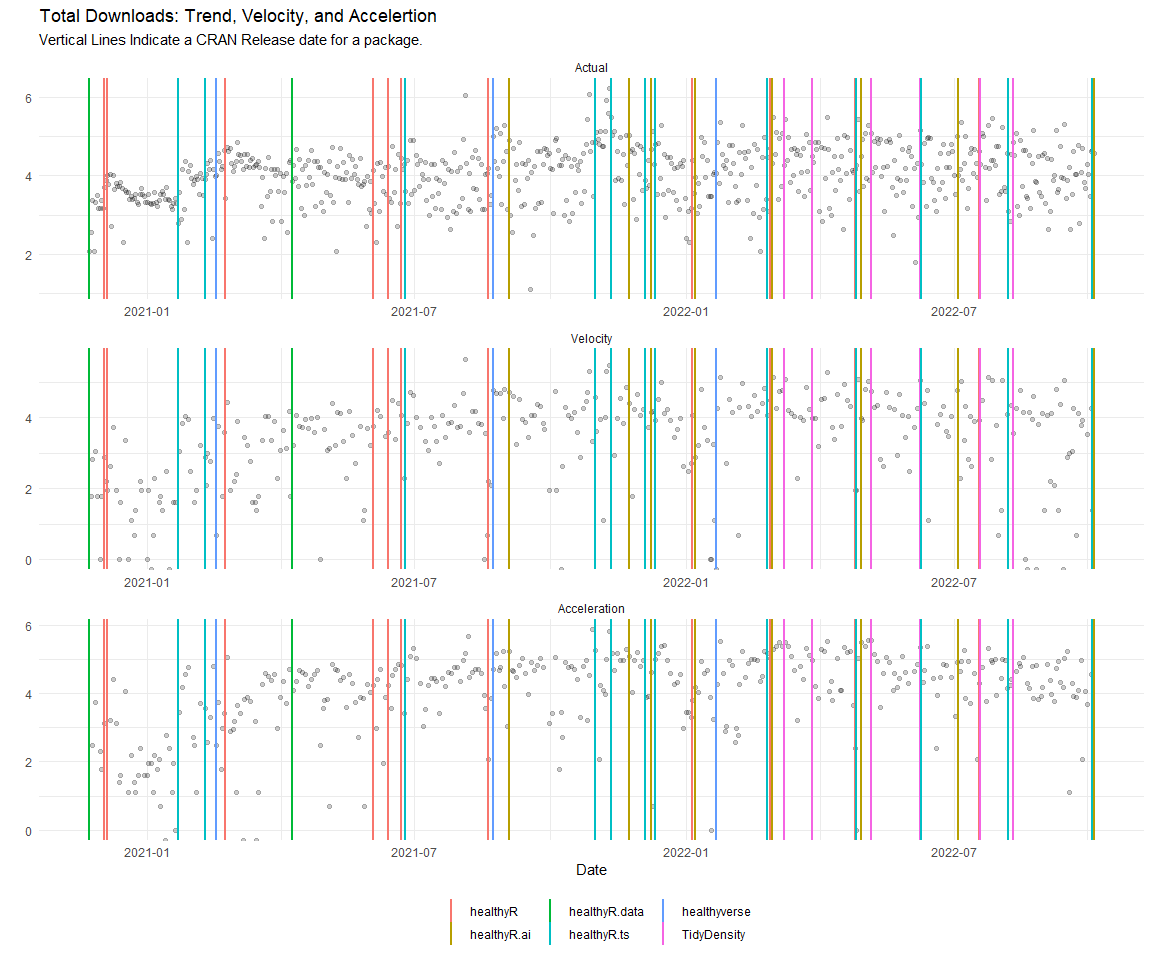 Total Downloads: Trend, Velocity, and Accelertion
Vertical Lines Indicate a CRAN Release date for a package.
Actual
6
4
2
2021-01 2021-07 2022-01 2022-07
Velocity
4
2
0
2021-01 2021-07 2022-01 2022-07
Acceleration
6
4
2
0
2021-01 2021-07 2022-01 2022-07
Date
healthyR healthyR.data healthyverse
healthyR.ai healthyR.ts TidyDensity